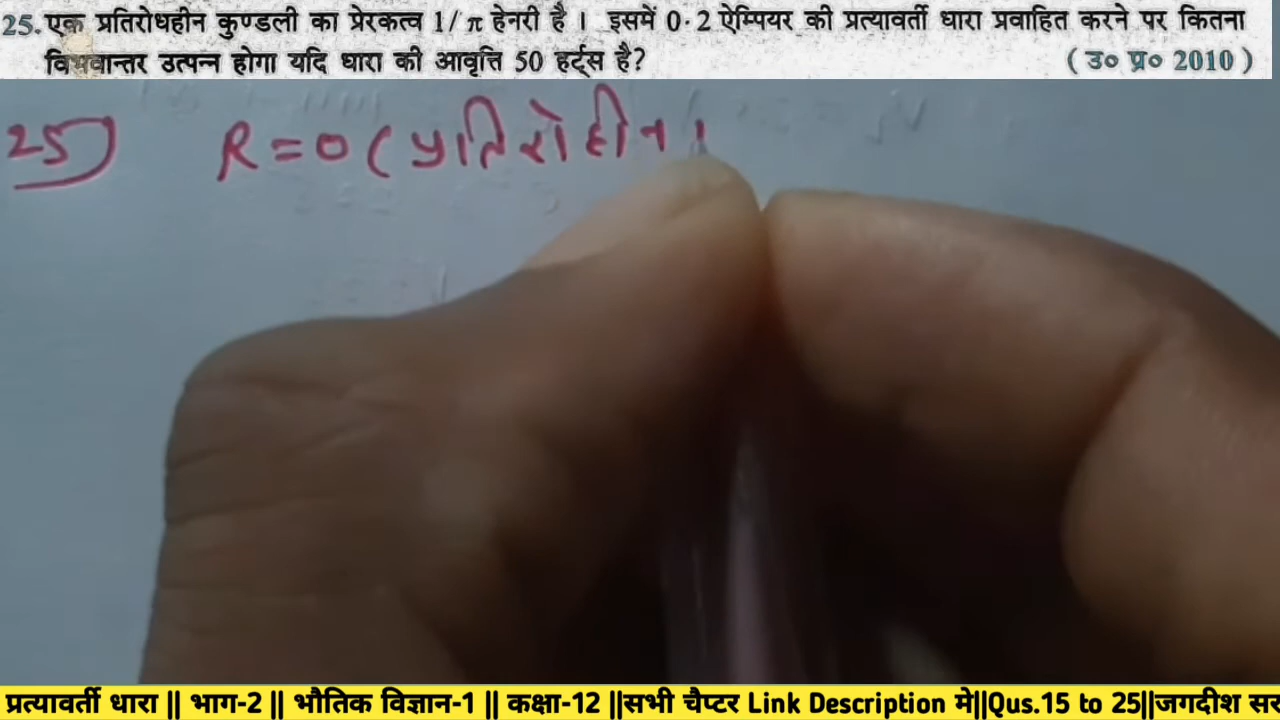 25. एक प्रतिरोधहीन कुण्डली का प्रेरकत्व 1/ π हेनरी है । इसमें 0·2 ऐम्पियर की प्रत्यावर्ती धारा प्रवाहित करने पर कितना
विभवान्तर उत्पन्न होगा यदि धारा की आवृत्ति 50 हर्ट्स है? ( उ० प्र० 2010 )
25) R = 0 ( प्रतिरोहीन )
प्रत्यावर्ती धारा || भाग-2 || भौतिक विज्ञान-1 || कक्षा-12 ||सभी चैप्टर Link Description मे||Qus.15 to 25||जगदीश सर